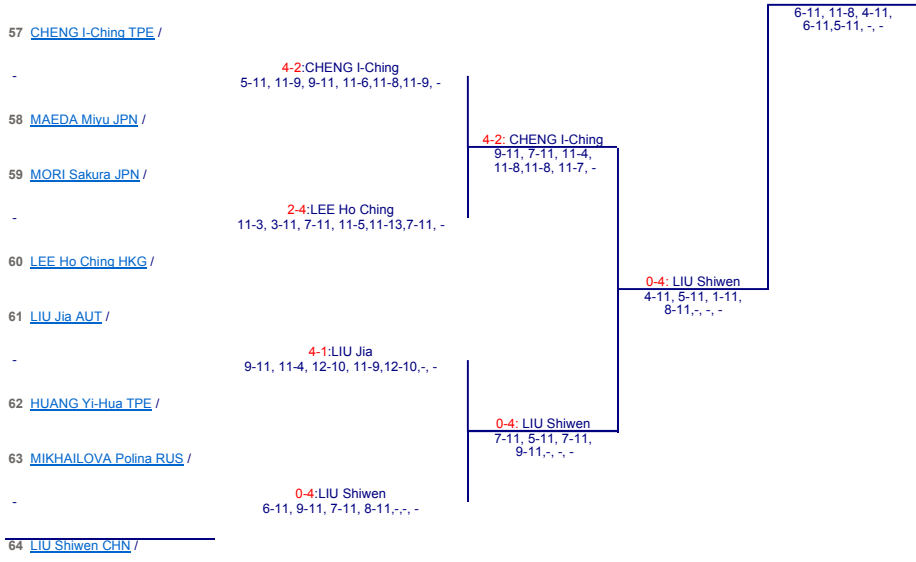 6-11, 11-8, 4-11,
6-11,5-11, -, -
57 CHENG I-Ching TPE /
-
4-2:CHENG I-Ching
5-11, 11-9, 9-11, 11-6,11-8,11-9, -
58 MAEDA Miyu JPN /
4-2: CHENG I-Ching
9-11, 7-11, 11-4,
11-8,11-8, 11-7, -
59 MORI Sakura JPN /
-
2-4:LEE Ho Ching
11-3, 3-11, 7-11, 11-5,11-13,7-11, -
60 LEE Ho Ching HKG /
0-4: LIU Shiwen
4-11, 5-11, 1-11,
8-11,-, -, -
61 LIU Jia AUT /
-
4-1:LIU Jia
9-11, 11-4, 12-10, 11-9,12-10,-, -
62 HUANG Yi-Hua TPE /
0-4: LIU Shiwen
7-11, 5-11, 7-11,
9-11,-, -, -
63 MIKHAILOVA Polina RUS /
-
0-4:LIU Shiwen
6-11, 9-11, 7-11, 8-11,-,-, -
64 LIU Shiwen CHN /